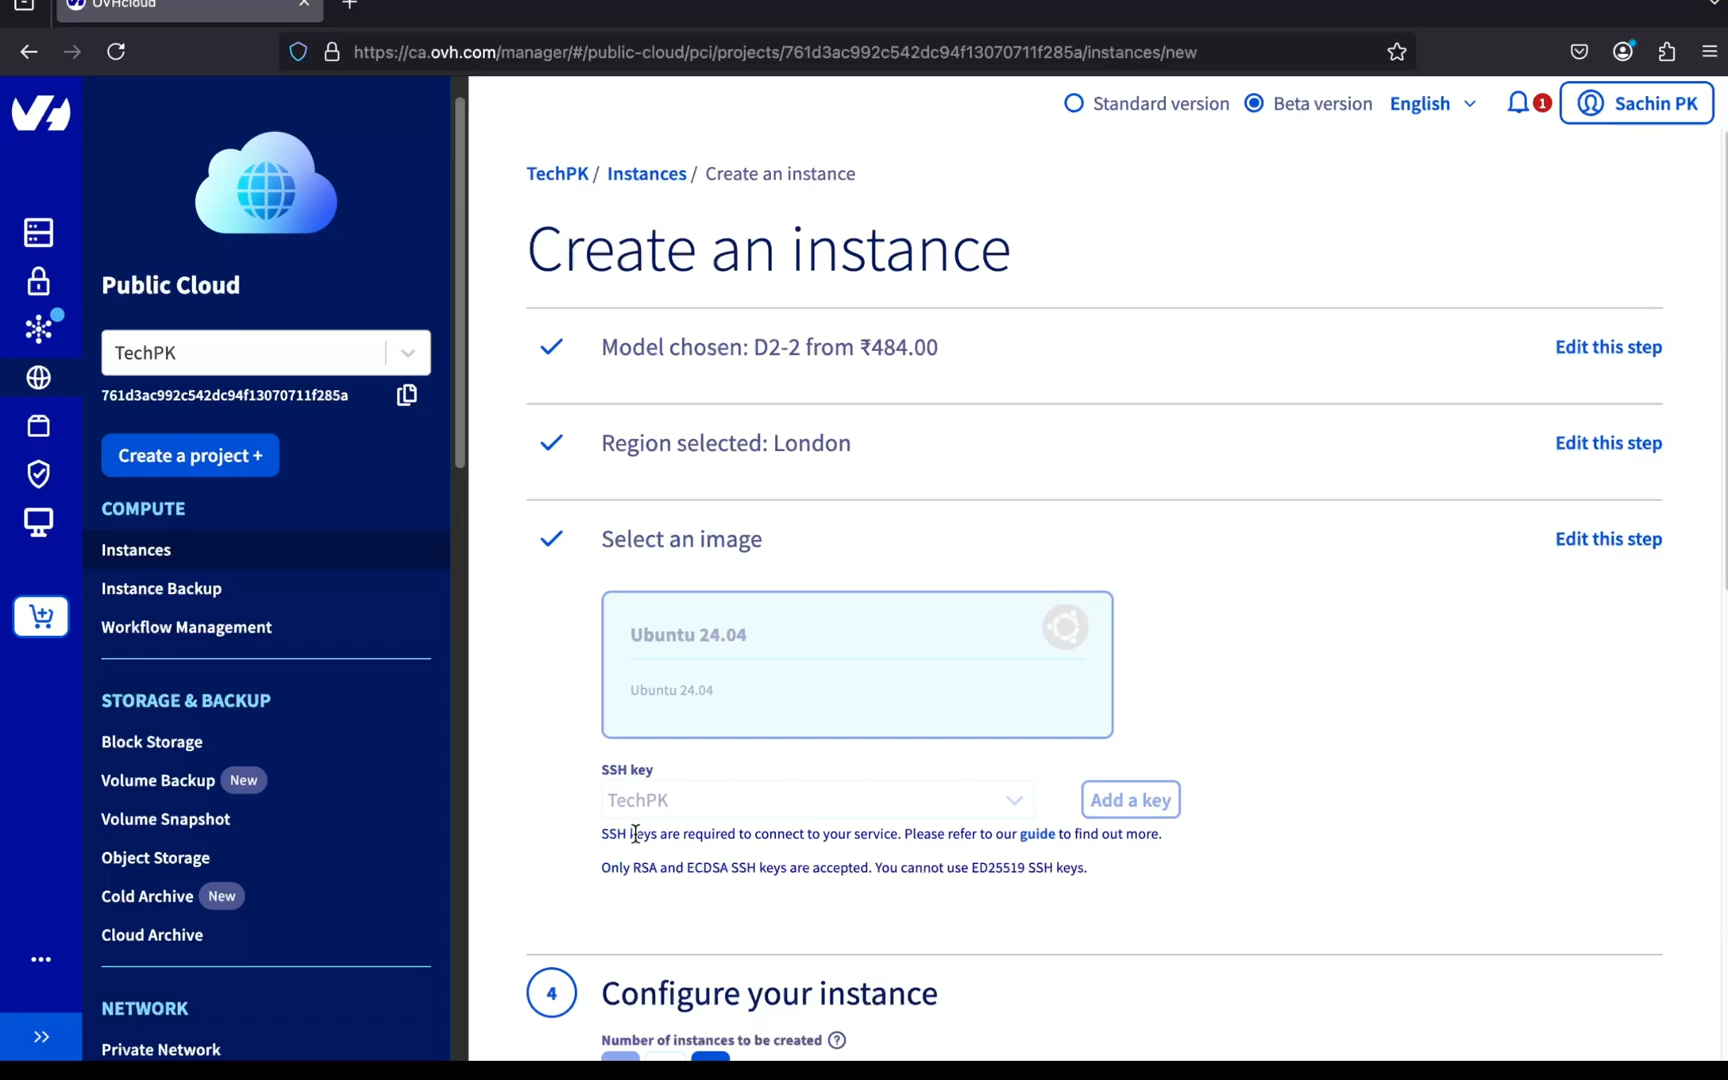 OVHcloud
https://ca.ovh.com/manager/#/public-cloud/pci/projects/761d3ac992c542dc94f13070711f285a/instances/new
Standard version
Beta version
English
1
Sachin PK
Public Cloud
TechPK
761d3ac992c542dc94f13070711f285a
Create a project +
COMPUTE
Instances
Instance Backup
Workflow Management
STORAGE & BACKUP
Block Storage
Volume Backup New
Volume Snapshot
Object Storage
Cold Archive New
Cloud Archive
NETWORK
Private Network
TechPK / Instances / Create an instance
Create an instance
Model chosen: D2-2 from ₹484.00
Edit this step
Region selected: London
Edit this step
Select an image
Edit this step
Ubuntu 24.04
Ubuntu 24.04
SSH key
TechPK
Add a key
SSH keys are required to connect to your service. Please refer to our guide to find out more.
Only RSA and ECDSA SSH keys are accepted. You cannot use ED25519 SSH keys.
4
Configure your instance
Number of instances to be created ?